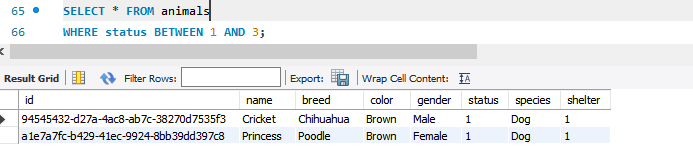 65 SELECT * FROM animals
66 WHERE status BETWEEN 1 AND 3;
Result Grid Filter Rows: Export: Wrap Cell Content:
id name breed color gender status species shelter
94545432-d27a-4ac8-ab7c-38270d7535f3 Cricket Chihuahua Brown Male 1 Dog 1
a1e7a7fc-b429-41ec-9924-8bb39dd397c8 Princess Poodle Brown Female 1 Dog 1